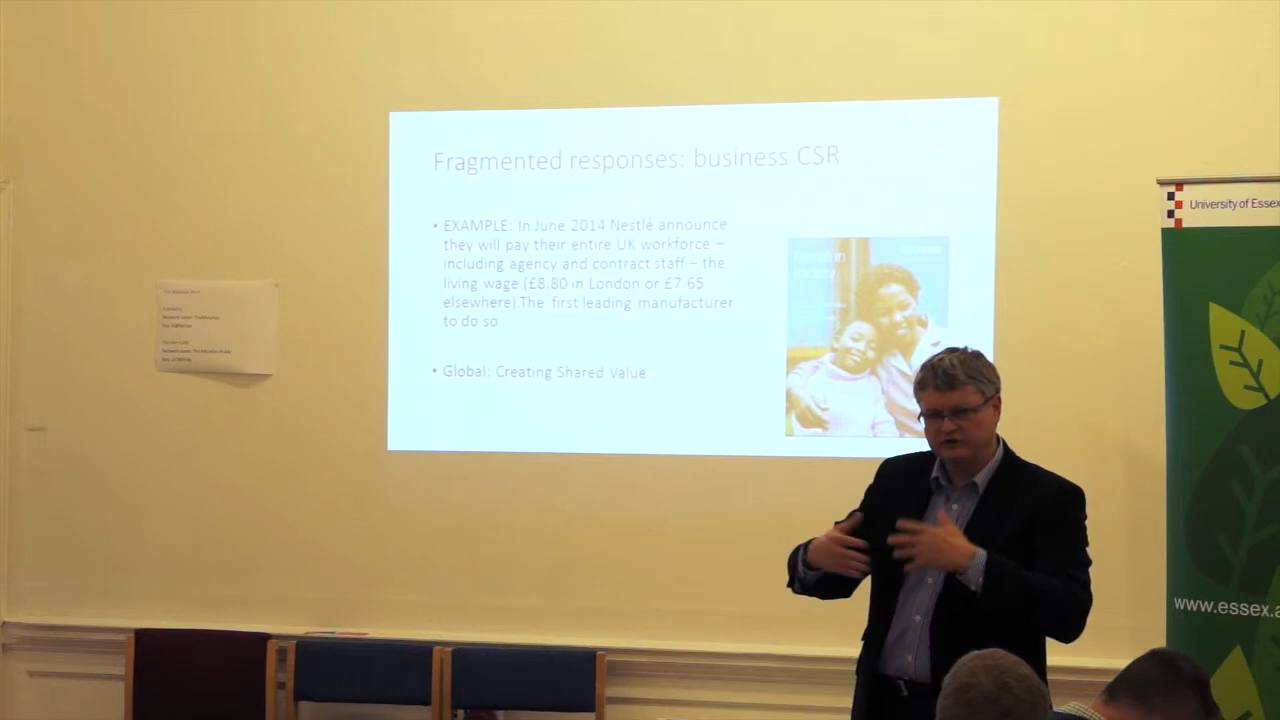 Fragmented responses: business CSR
• EXAMPLE: In June 2014 Nestlé announce
they will pay their entire UK workforce –
including agency and contract staff – the
living wage (£8.80 in London or £7.65
elsewhere).The first leading manufacturer
to do so
• Global: Creating Shared Value
University of Essex
www.essex.a